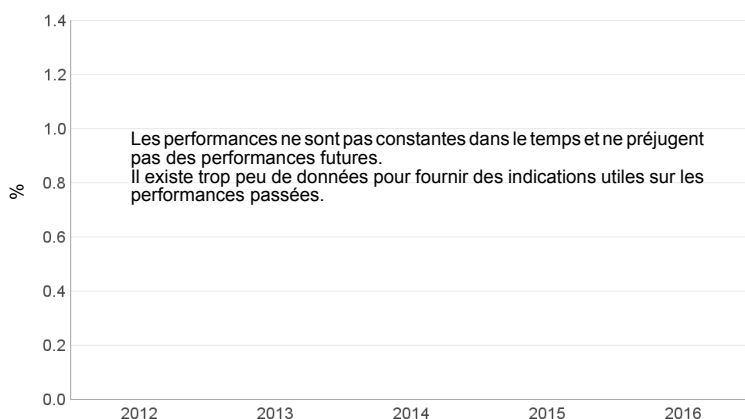 1.4
1.2
1.0
Les performances ne sont pas constantes dans le temps et ne préjugent
pas des performances futures.
Il existe trop peu de données pour fournir des indications utiles sur les
performances passées.
%
0.8
0.6
0.4
0.2
0.0
2012 2013 2014 2015 2016